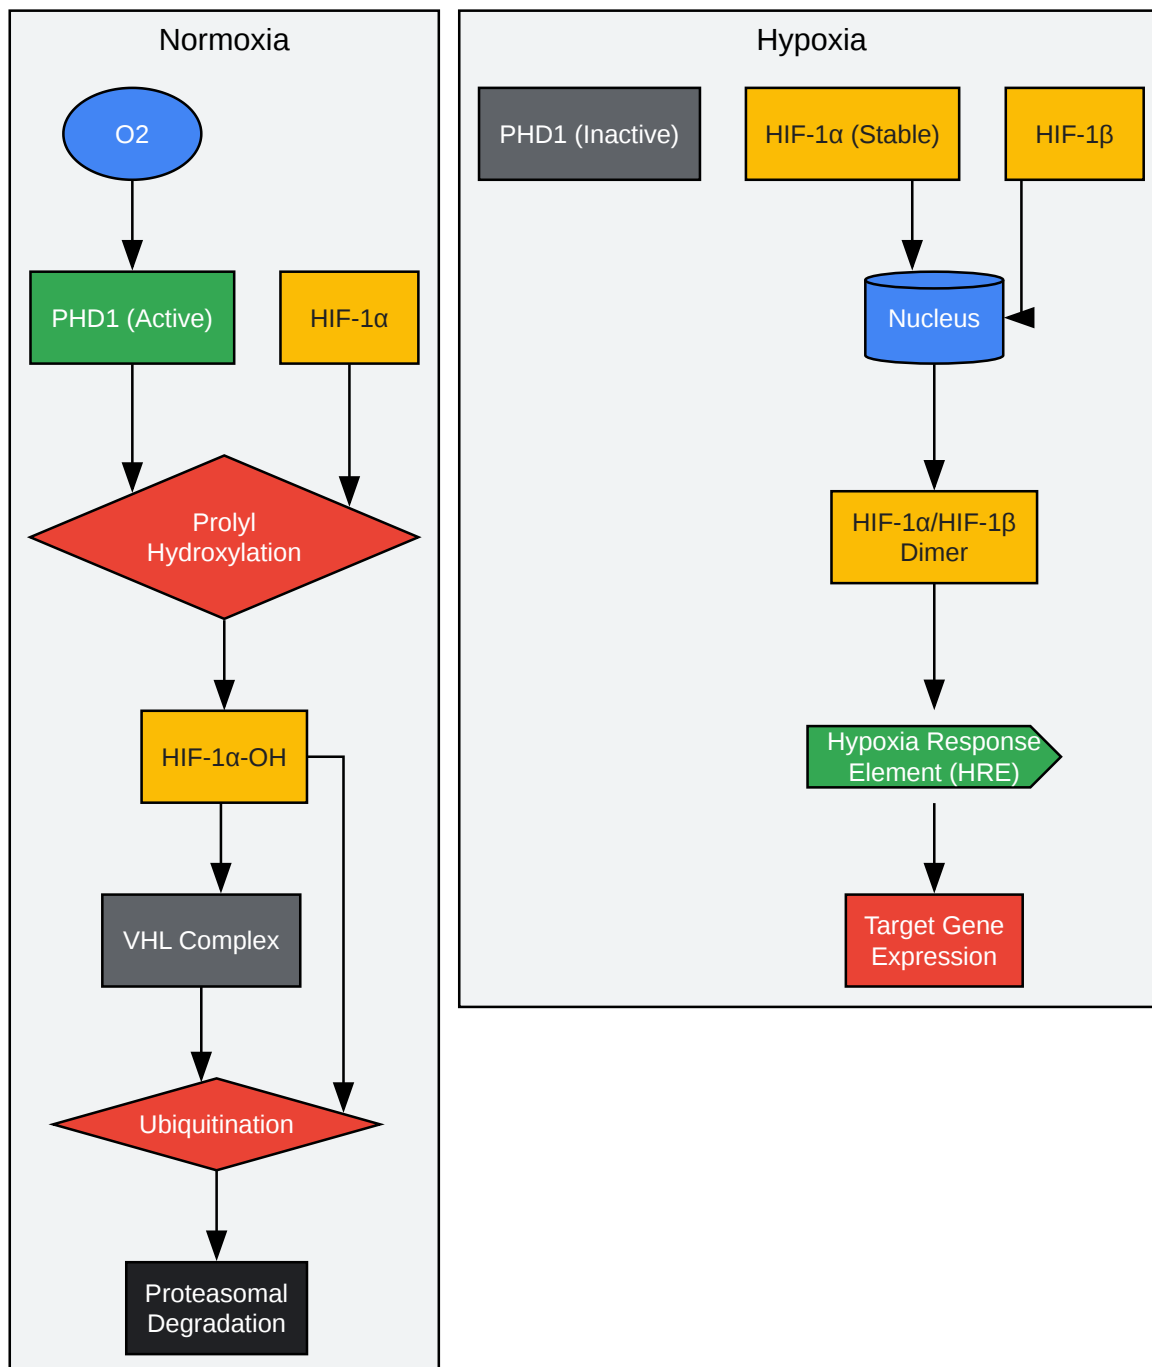 Normoxia
O2
PHD1 (Active)
HIF-1α
Prolyl
Hydroxylation
HIF-1α-OH
VHL Complex
Ubiquitination
Proteasomal
Degradation
Hypoxia
PHD1 (Inactive)
HIF-1α (Stable)
HIF-1β
Nucleus
HIF-1α/HIF-1β
Dimer
Hypoxia Response
Element (HRE)
Target Gene
Expression